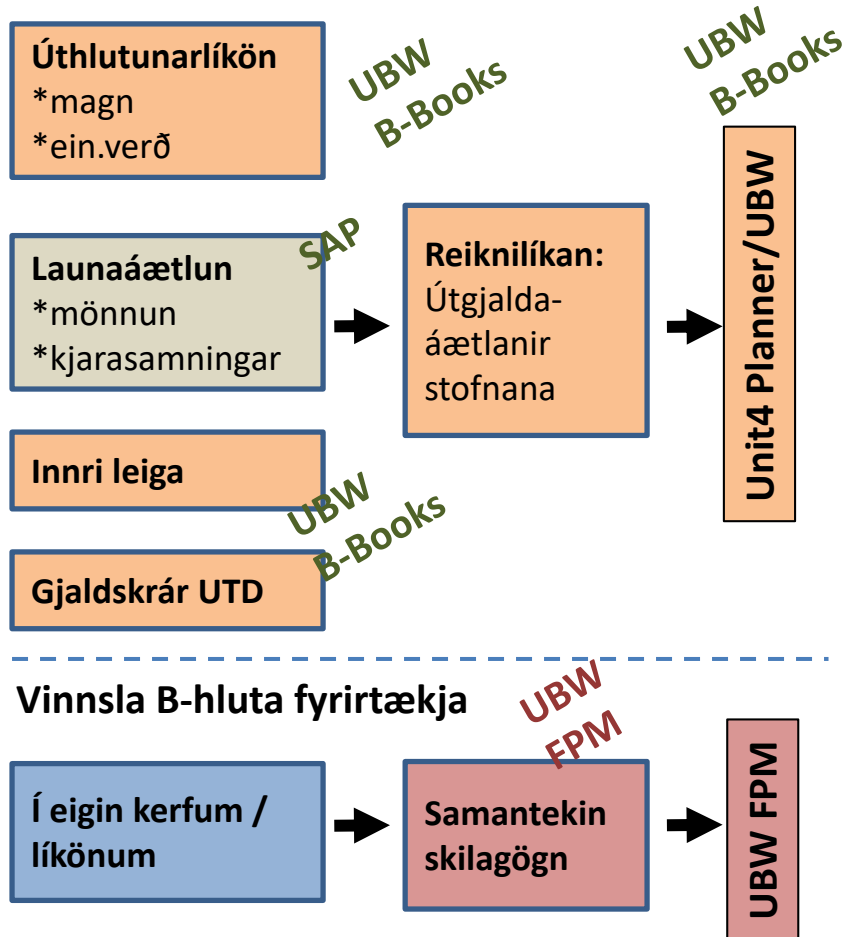 Úthlutunarlíkön
*magn
*ein.verð
UBW
B-Books
UBW
B-Books
Launaáætlun
*mönnun
*kjarasamningar
SAP
Reiknilíkan:
Útgjalda-
áætlanir
stofnana
Unit4 Planner/UBW
Innri leiga
UBW
B-Books
Gjaldskrár UTD
Vinnsla B-hluta fyrirtækja
UBW
FPM
Í eigin kerfum /
líkönum
Samantekin
skilagögn
UBW FPM